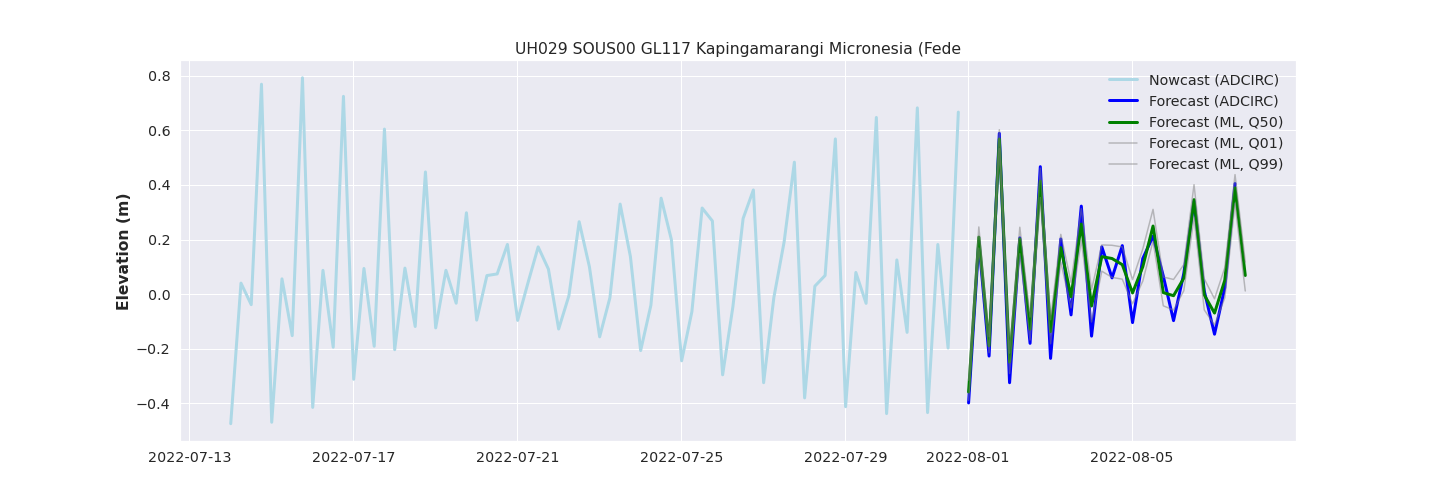 UH029 SOUS00 GL117 Kapingamarangi Micronesia (Fede
Elevation (m)
0.8
0.6
0.4
0.2
0.0
−0.2
−0.4
Nowcast (ADCIRC)
Forecast (ADCIRC)
Forecast (ML, Q50)
Forecast (ML, Q01)
Forecast (ML, Q99)
2022-07-13 2022-07-17 2022-07-21 2022-07-25 2022-07-29 2022-08-01 2022-08-05